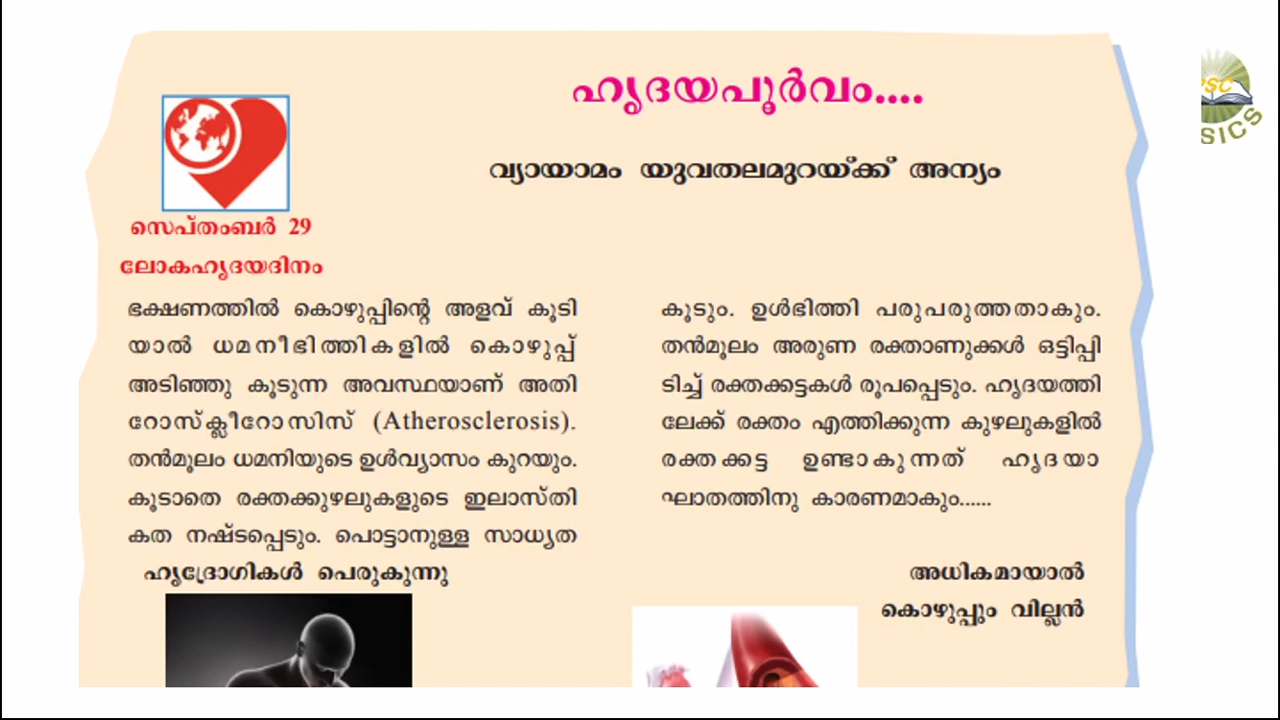 ഹൃദയപൂർവം....
വ്യായാമം യുവതലമുറയ്ക്ക് അന്യം
സെപ്തംബർ 29
ലോകഹൃദയദിനം
ഭക്ഷണത്തിൽ കൊഴുപ്പിന്റെ അളവ് കൂടി
യാൽ ധമനീഭിത്തികളിൽ കൊഴുപ്പ്
അടിഞ്ഞു കൂടുന്ന അവസ്ഥയാണ് അതി
റോസ്ക്ലീറോസിസ് (Atherosclerosis).
തൻമൂലം ധമനിയുടെ ഉൾവ്യാസം കുറയും.
കൂടാതെ രക്തക്കുഴലുകളുടെ ഇലാസ്തി
കത നഷ്ടപ്പെടും. പൊട്ടാനുള്ള സാധ്യത
കൂടും. ഉൾഭിത്തി പരുപരുത്തതാകും.
തൻമൂലം അരുണ രക്താണുക്കൾ ഒട്ടിപ്പി
ടിച്ച് രക്തക്കട്ടകൾ രൂപപ്പെടും. ഹൃദയത്തി
ലേക്ക് രക്തം എത്തിക്കുന്ന കുഴലുകളിൽ
രക്തക്കട്ട ഉണ്ടാകുന്നത് ഹൃദയാ
ഘാതത്തിനു കാരണമാകും......
ഹൃദ്രോഗികൾ പെരുകുന്നു
അധികമായാൽ
കൊഴുപ്പും വില്ലൻ
PSC
SICS